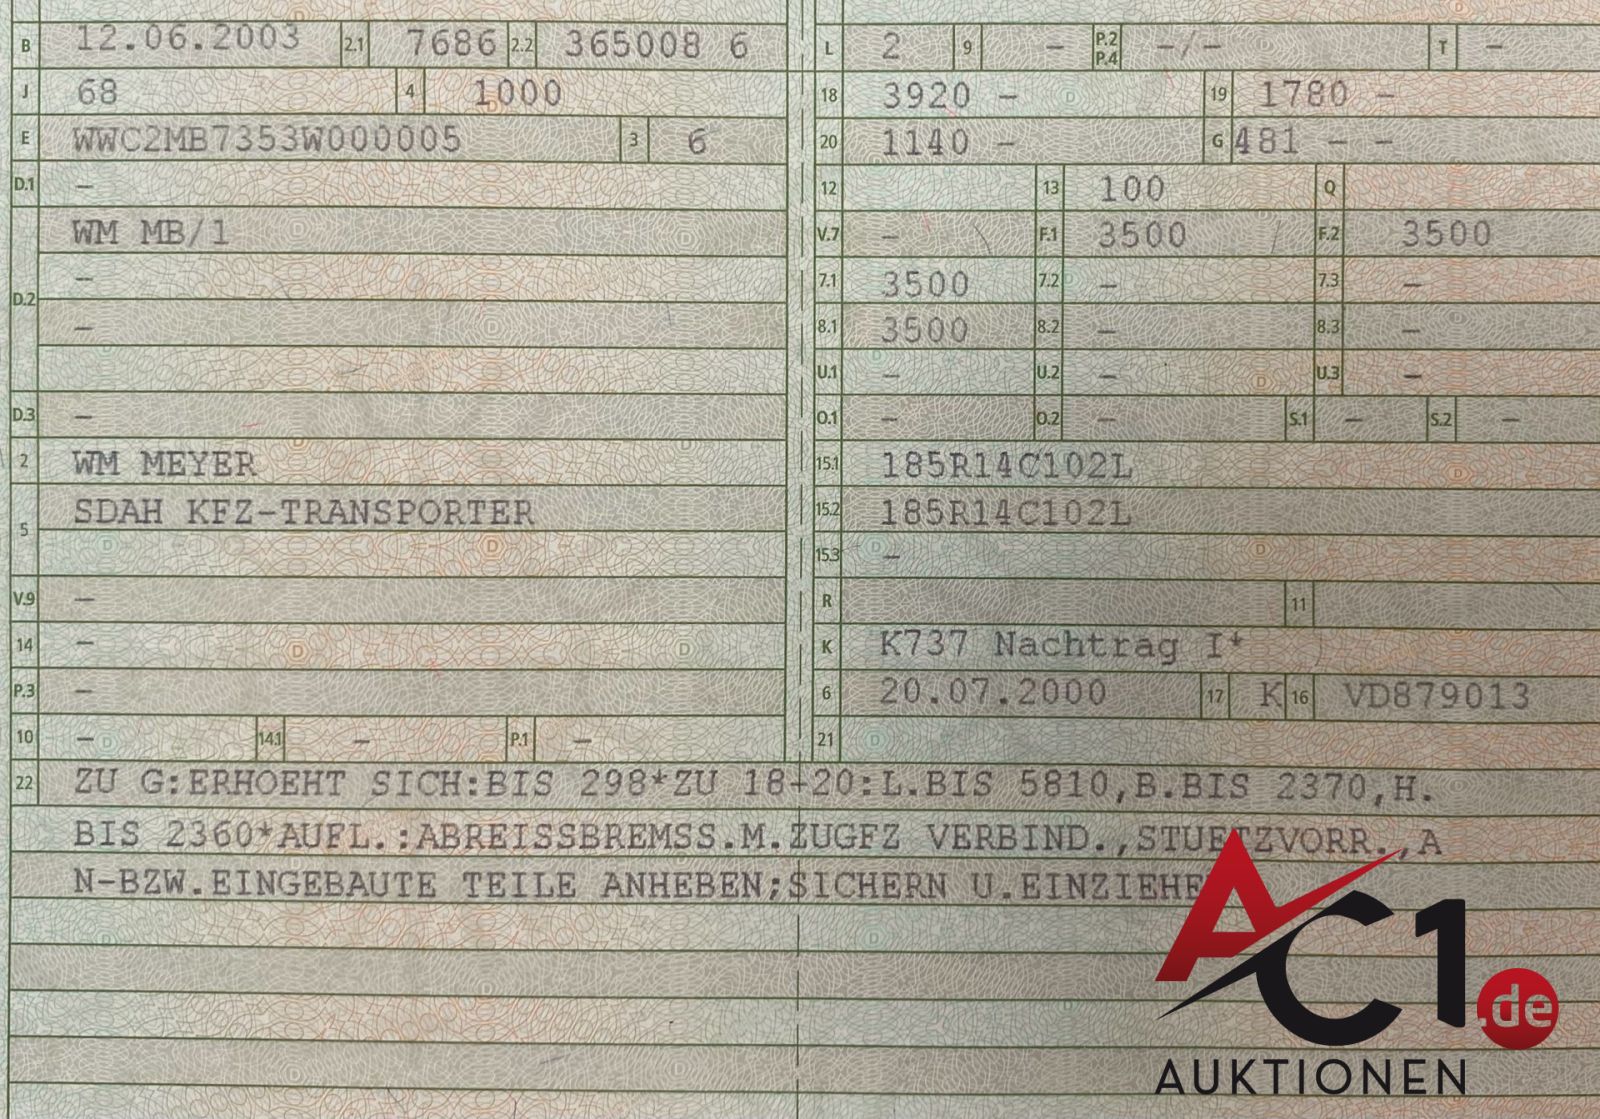 B 12.06.2003 2.1 7686 2.2 365008 6
J 68 4 1000
E WWC2MB7353W000005 3 6
D.1 –
WM MB/1
–
D.2
–
D.3 –
2 WM MEYER
SDAH KFZ-TRANSPORTER
5
V.9 –
14 –
P.3 –
10 – 14.1 – P.1 –
L 2 9 – P.2 P.4 –/– T –
18 3920 – 19 1780 –
20 1140 – G 481 – –
12 13 100 Q
V.7 – F.1 3500 F.2 3500
7.1 3500 7.2 – 7.3 –
8.1 3500 8.2 – 8.3 –
U.1 – U.2 – U.3 –
O.1 – O.2 – S.1 – S.2 –
15.1 185R14C102L
15.2 185R14C102L
15.3 –
R 11
K K737 Nachtrag I*
6 20.07.2000 17 K 16 VD879013
21
22 ZU G:ERHOEHT SICH:BIS 298*ZU 18-20:L.BIS 5810,B.BIS 2370,H.
BIS 2360*AUFL.:ABREISSBREMSS.M.ZUGFZ VERBIND.,STUETZVORR.,A
N-BZW.EINGEBAUTE TEILE ANHEBEN;SICHERN U.EINZIEHE
AC1.de
AUKTIONEN